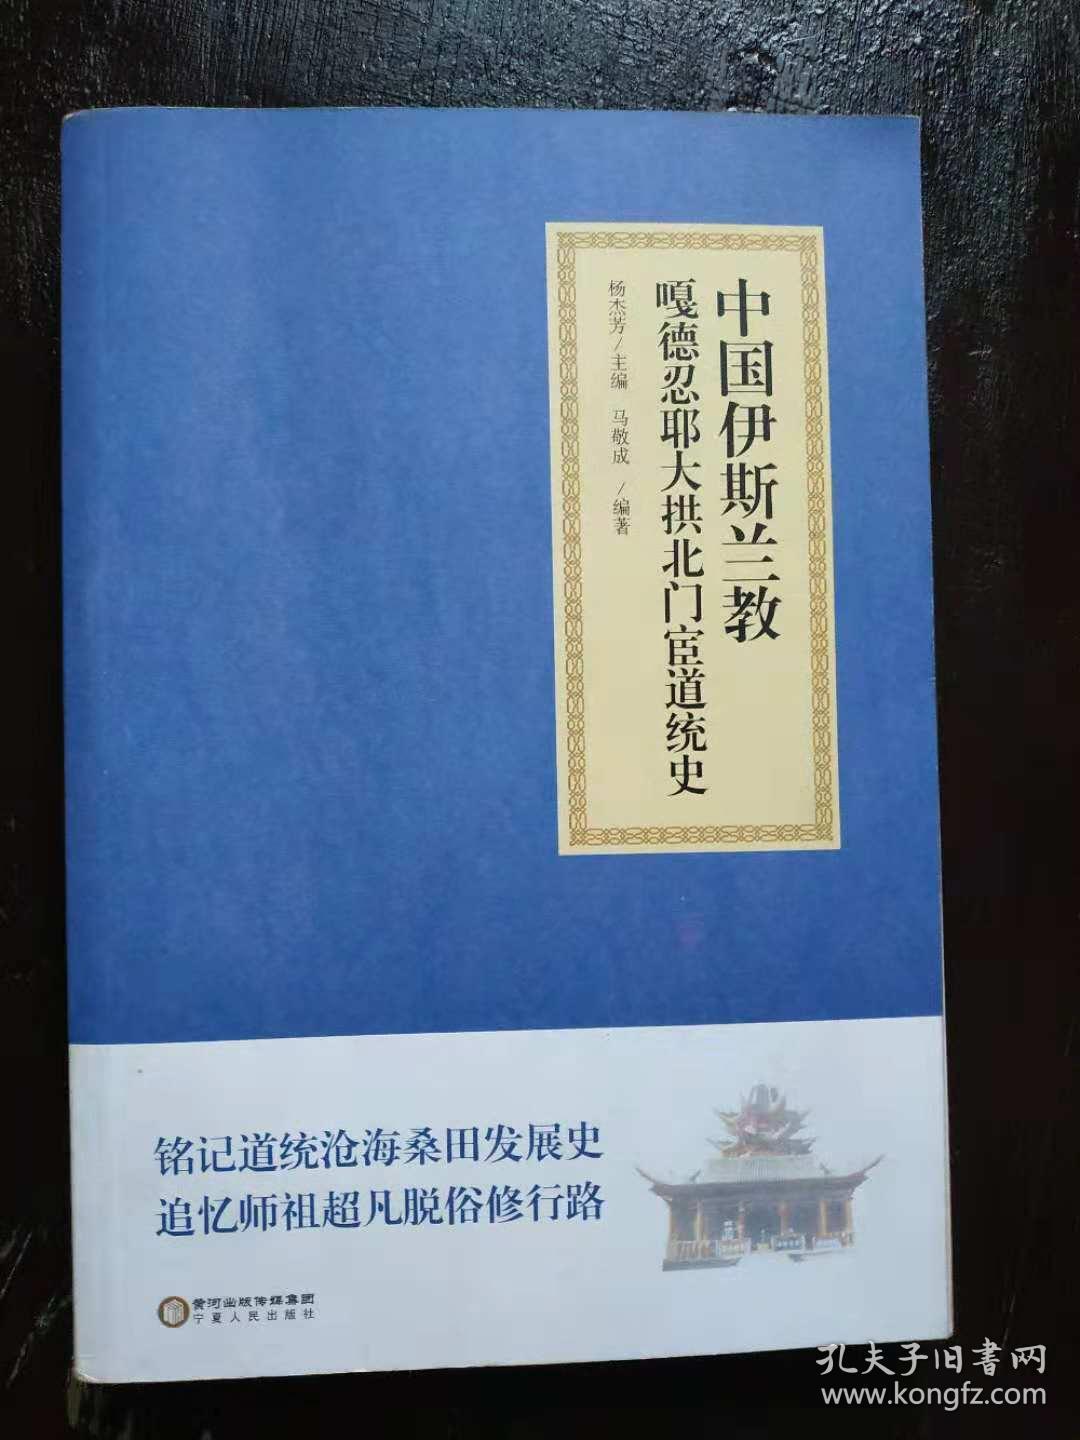 中国伊斯兰教
嘎德忍耶大拱北门宦道统史
杨杰芳/主编 马敬成 /编著
铭记道统沧海桑田发展史
追忆师祖超凡脱俗修行路
黄河出版传媒集团
宁夏人民出版社
孔夫子旧書网
www.kongfz.com